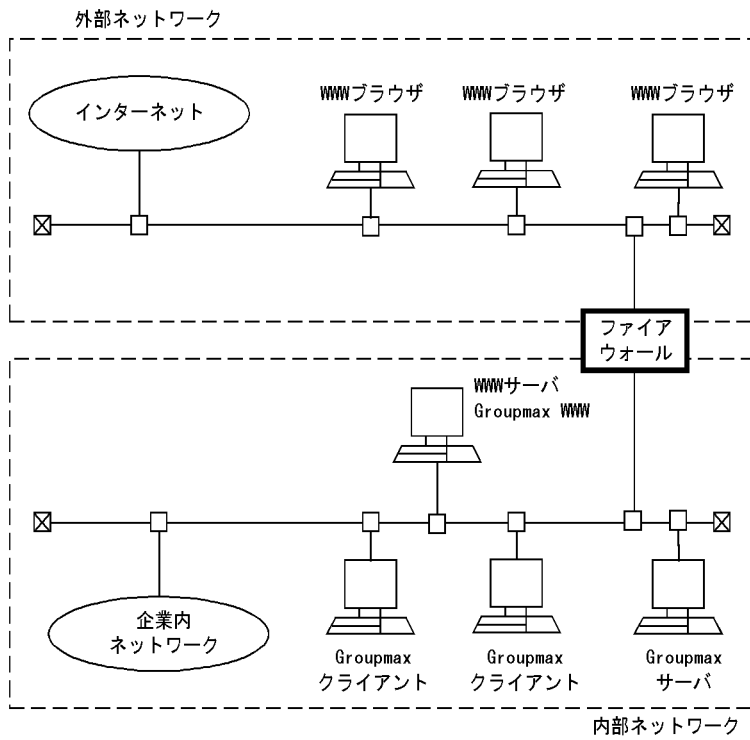 外部ネットワーク
インターネット
WWWブラウザ
WWWブラウザ
WWWブラウザ
ファイア
ウォール
WWWサーバ
Groupmax WWW
企業内
ネットワーク
Groupmax
クライアント
Groupmax
クライアント
Groupmax
サーバ
内部ネットワーク